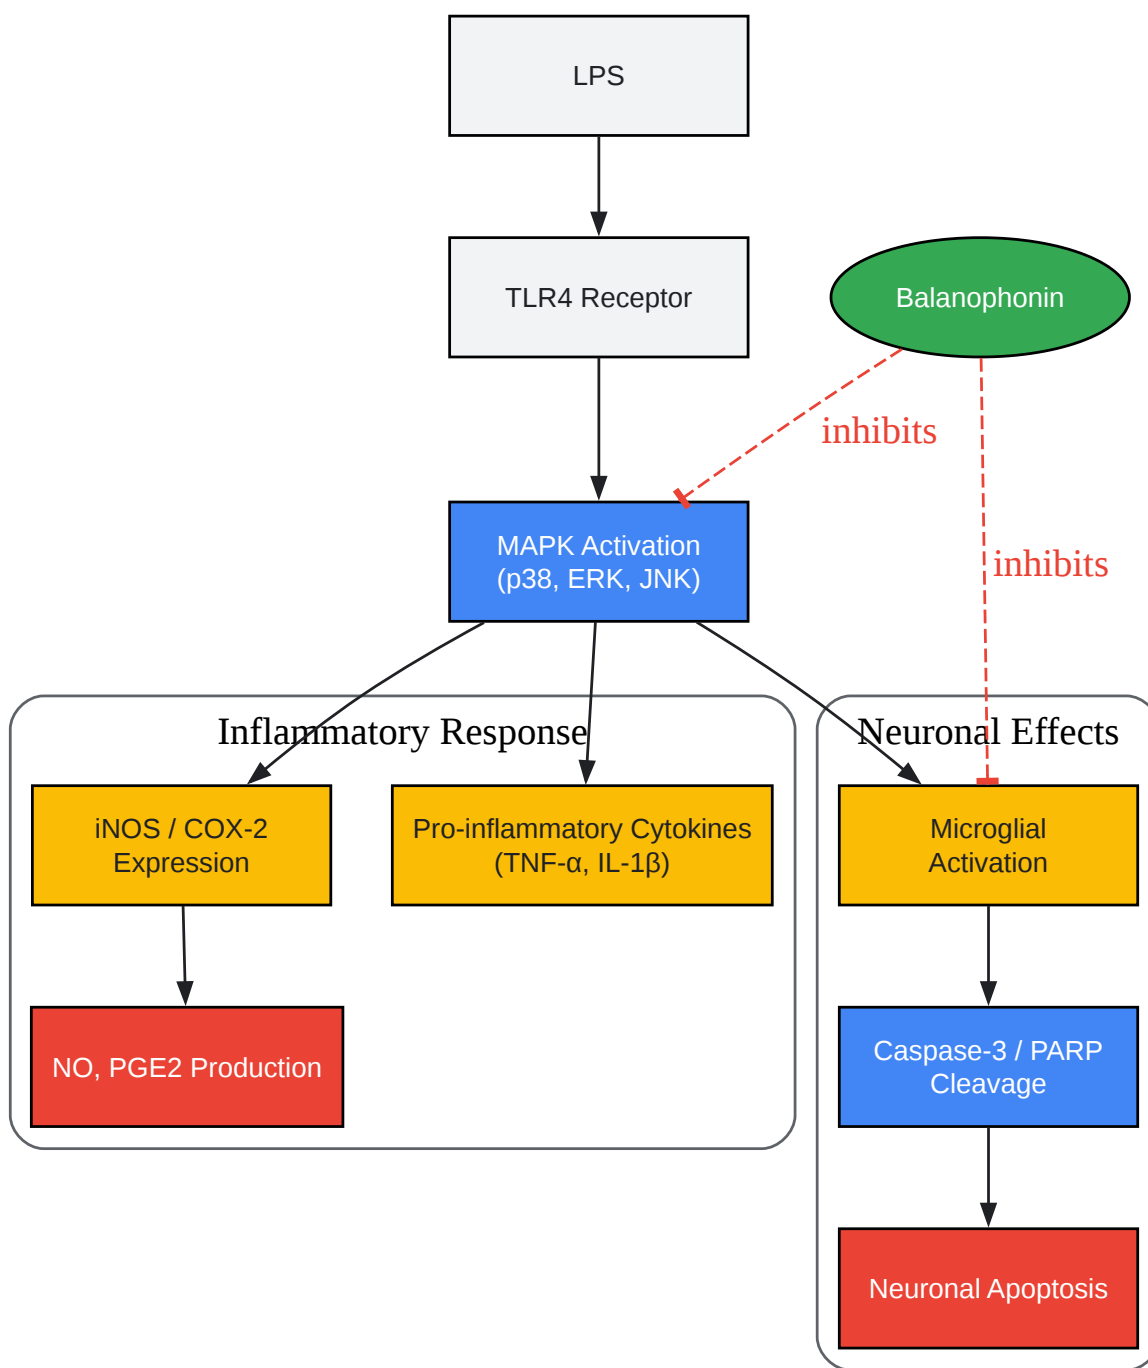 LPS
TLR4 Receptor
Balanophonin
inhibits
MAPK Activation
(p38, ERK, JNK)
inhibits
Inflammatory Response
Neuronal Effects
iNOS / COX-2
Expression
Pro-inflammatory Cytokines
(TNF-α, IL-1β)
Microglial
Activation
NO, PGE2 Production
Caspase-3 / PARP
Cleavage
Neuronal Apoptosis